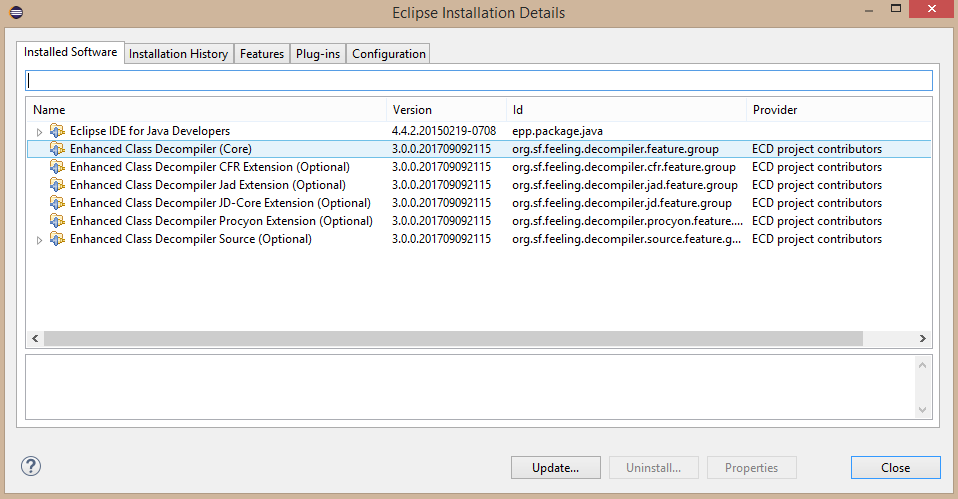 Eclipse Installation Details
Installed Software Installation History Features Plug-ins Configuration
Name Version Id Provider
Eclipse IDE for Java Developers 4.4.2.20150219-0708 epp.package.java
Enhanced Class Decompiler (Core) 3.0.0.201709092115 org.sf.feeling.decompiler.feature.group ECD project contributors
Enhanced Class Decompiler CFR Extension (Optional) 3.0.0.201709092115 org.sf.feeling.decompiler.cfr.feature.group ECD project contributors
Enhanced Class Decompiler Jad Extension (Optional) 3.0.0.201709092115 org.sf.feeling.decompiler.jad.feature.group ECD project contributors
Enhanced Class Decompiler JD-Core Extension (Optional) 3.0.0.201709092115 org.sf.feeling.decompiler.jd.feature.group ECD project contributors
Enhanced Class Decompiler Procyon Extension (Optional) 3.0.0.201709092115 org.sf.feeling.decompiler.procyon.feature.... ECD project contributors
Enhanced Class Decompiler Source (Optional) 3.0.0.201709092115 org.sf.feeling.decompiler.source.feature.g... ECD project contributors
Update... Uninstall... Properties Close